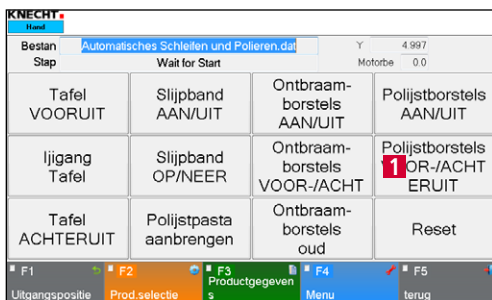 KNECHT
Hand
Bestan Automatisches Schleifen und Polieren.dat Y 4.997
Stap Wait for Start Motorbe 0.0
Tafel
VOORUIT
Slijpband
AAN/UIT
Ontbraam-
borstels
AAN/UIT
Polijstborstels
AAN/UIT
Ijigang
Tafel
Slijpband
OP/NEER
Ontbraam-
borstels
VOOR-/ACHT
Polijstborstels
1
OR-/ACHT
ERUIT
Tafel
ACHTERUIT
Polijstpasta
aanbrengen
Ontbraam-
borstels
oud
Reset
F1
Uitgangspositie
F2
Prod.selectie
F3
Productgegeven
s
F4
Menu
F5
terug